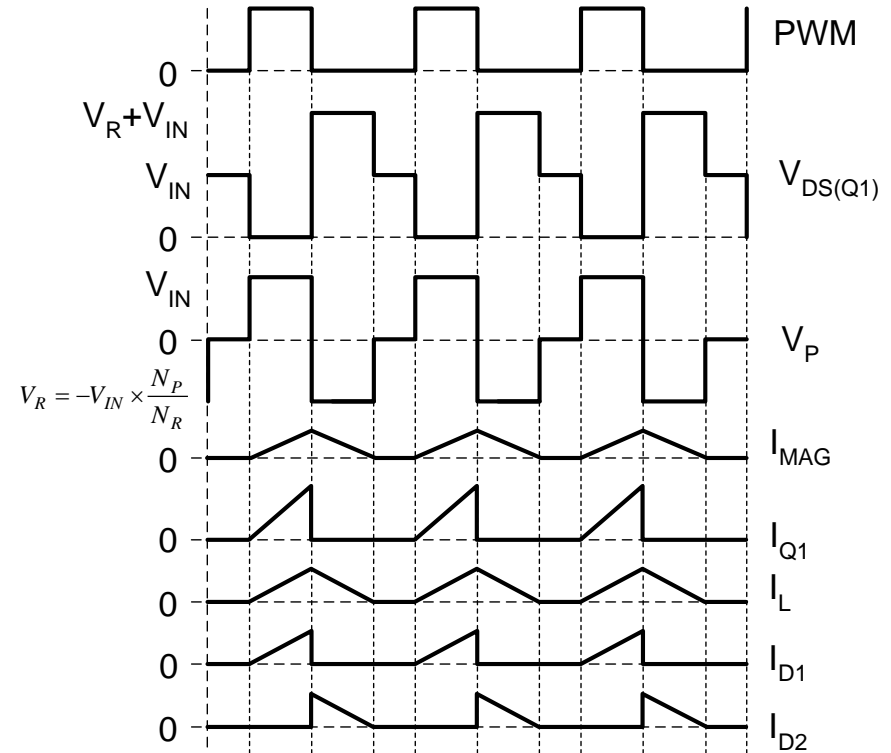 PWM
0
V_R+V_IN
V_IN
V_DS(Q1)
0
V_IN
0
V_P
V_R = −V_IN × N_P / N_R
0
I_MAG
0
I_Q1
0
I_L
0
I_D1
0
I_D2